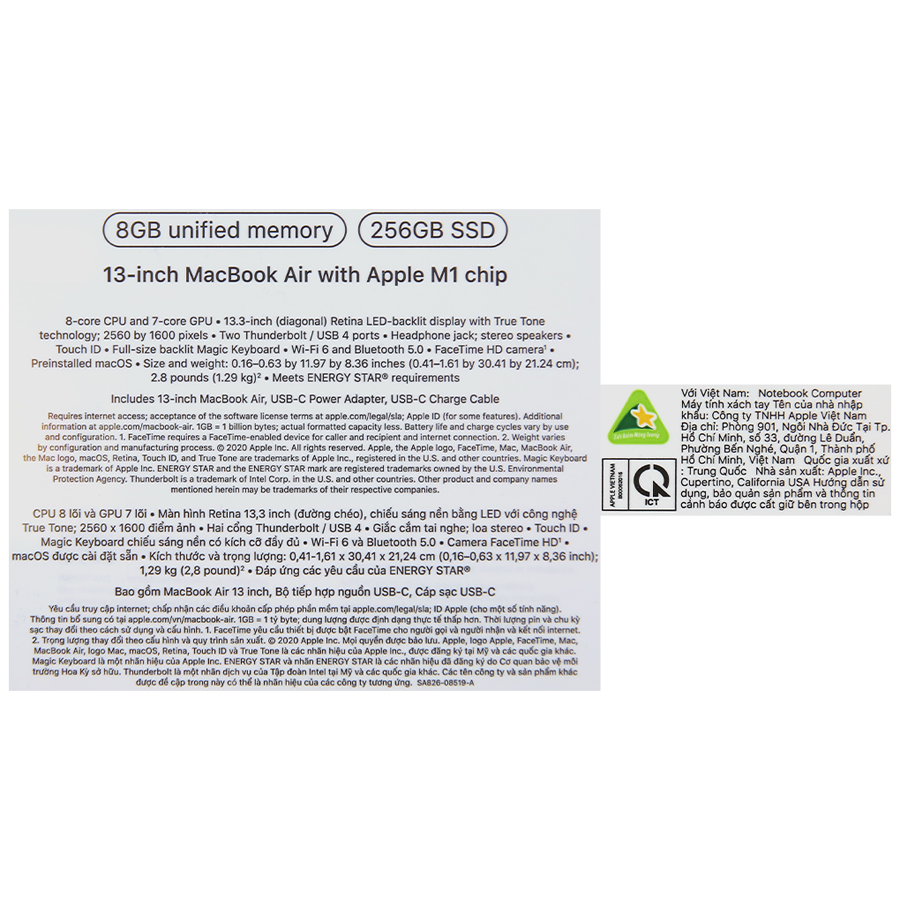 8GB unified memory 256GB SSD
13-inch MacBook Air with Apple M1 chip
8-core CPU and 7-core GPU • 13.3-inch (diagonal) Retina LED-backlit display with True Tone
technology; 2560 by 1600 pixels • Two Thunderbolt / USB 4 ports • Headphone jack; stereo speakers •
Touch ID • Full-size backlit Magic Keyboard • Wi-Fi 6 and Bluetooth 5.0 • FaceTime HD camera¹ •
Preinstalled macOS • Size and weight: 0.16–0.63 by 11.97 by 8.36 inches (0.41–1.61 by 30.41 by 21.24 cm);
2.8 pounds (1.29 kg)² • Meets ENERGY STAR® requirements
Includes 13-inch MacBook Air, USB-C Power Adapter, USB-C Charge Cable
Requires internet access; acceptance of the software license terms at apple.com/legal/sla; Apple ID (for some features). Additional
information at apple.com/macbook-air. 1GB = 1 billion bytes; actual formatted capacity less. Battery life and charge cycles vary by use
and configuration. 1. FaceTime requires a FaceTime-enabled device for caller and recipient and internet connection. 2. Weight varies
by configuration and manufacturing process. © 2020 Apple Inc. All rights reserved. Apple, the Apple logo, FaceTime, Mac, MacBook Air,
the Mac logo, macOS, Retina, Touch ID, and True Tone are trademarks of Apple Inc., registered in the U.S. and other countries. Magic Keyboard
is a trademark of Apple Inc. ENERGY STAR and the ENERGY STAR mark are registered trademarks owned by the U.S. Environmental
Protection Agency. Thunderbolt is a trademark of Intel Corp. in the U.S. and other countries. Other product and company names
mentioned herein may be trademarks of their respective companies.
CPU 8 lõi và GPU 7 lõi • Màn hình Retina 13,3 inch (đường chéo), chiếu sáng nền bằng LED với công nghệ
True Tone; 2560 x 1600 điểm ảnh • Hai cổng Thunderbolt / USB 4 • Giắc cắm tai nghe; loa stereo • Touch ID •
Magic Keyboard chiếu sáng nền có kích cỡ đầy đủ • Wi-Fi 6 và Bluetooth 5.0 • Camera FaceTime HD¹ •
macOS được cài đặt sẵn • Kích thước và trọng lượng: 0,41-1,61 x 30,41 x 21,24 cm (0,16–0,63 x 11,97 x 8,36 inch);
1,29 kg (2,8 pound)² • Đáp ứng các yêu cầu của ENERGY STAR®
Bao gồm MacBook Air 13 inch, Bộ tiếp hợp nguồn USB-C, Cáp sạc USB-C
Yêu cầu truy cập internet; chấp nhận các điều khoản cấp phép phần mềm tại apple.com/legal/sla; ID Apple (cho một số tính năng).
Thông tin bổ sung có tại apple.com/vn/macbook-air. 1GB = 1 tỷ byte; dung lượng được định dạng thực tế thấp hơn. Thời lượng pin và chu kỳ
sạc thay đổi theo cách sử dụng và cấu hình. 1. FaceTime yêu cầu thiết bị được bật FaceTime cho người gọi và người nhận và kết nối internet.
2. Trọng lượng thay đổi theo cấu hình và quy trình sản xuất. © 2020 Apple Inc. Mọi quyền được bảo lưu. Apple, logo Apple, FaceTime, Mac,
MacBook Air, logo Mac, macOS, Retina, Touch ID và True Tone là các nhãn hiệu của Apple Inc., được đăng ký tại Mỹ và các quốc gia khác.
Magic Keyboard là một nhãn hiệu của Apple Inc. ENERGY STAR và nhãn ENERGY STAR là các nhãn hiệu đã đăng ký do Cơ quan bảo vệ môi
trường Hoa Kỳ sở hữu. Thunderbolt là một nhãn dịch vụ của Tập đoàn Intel tại Mỹ và các quốc gia khác. Các tên công ty và sản phẩm khác
được đề cập trong này có thể là nhãn hiệu của các công ty tương ứng. SA826-08519-A
Tiết Kiệm Năng Lượng
APPLE VIETNAM
ICT
Với Việt Nam: Notebook Computer
Máy tính xách tay Tên của nhà nhập
khẩu: Công ty TNHH Apple Việt Nam
Địa chỉ: Phòng 901, Ngôi Nhà Đức Tại Tp.
Hồ Chí Minh, số 33, đường Lê Duẩn,
Phường Bến Nghé, Quận 1, Thành phố
Hồ Chí Minh, Việt Nam Quốc gia xuất xứ
: Trung Quốc Nhà sản xuất: Apple Inc.,
Cupertino, California USA Hướng dẫn sử
dụng, bảo quản sản phẩm và thông tin
cảnh báo được cất giữ bên trong hộp